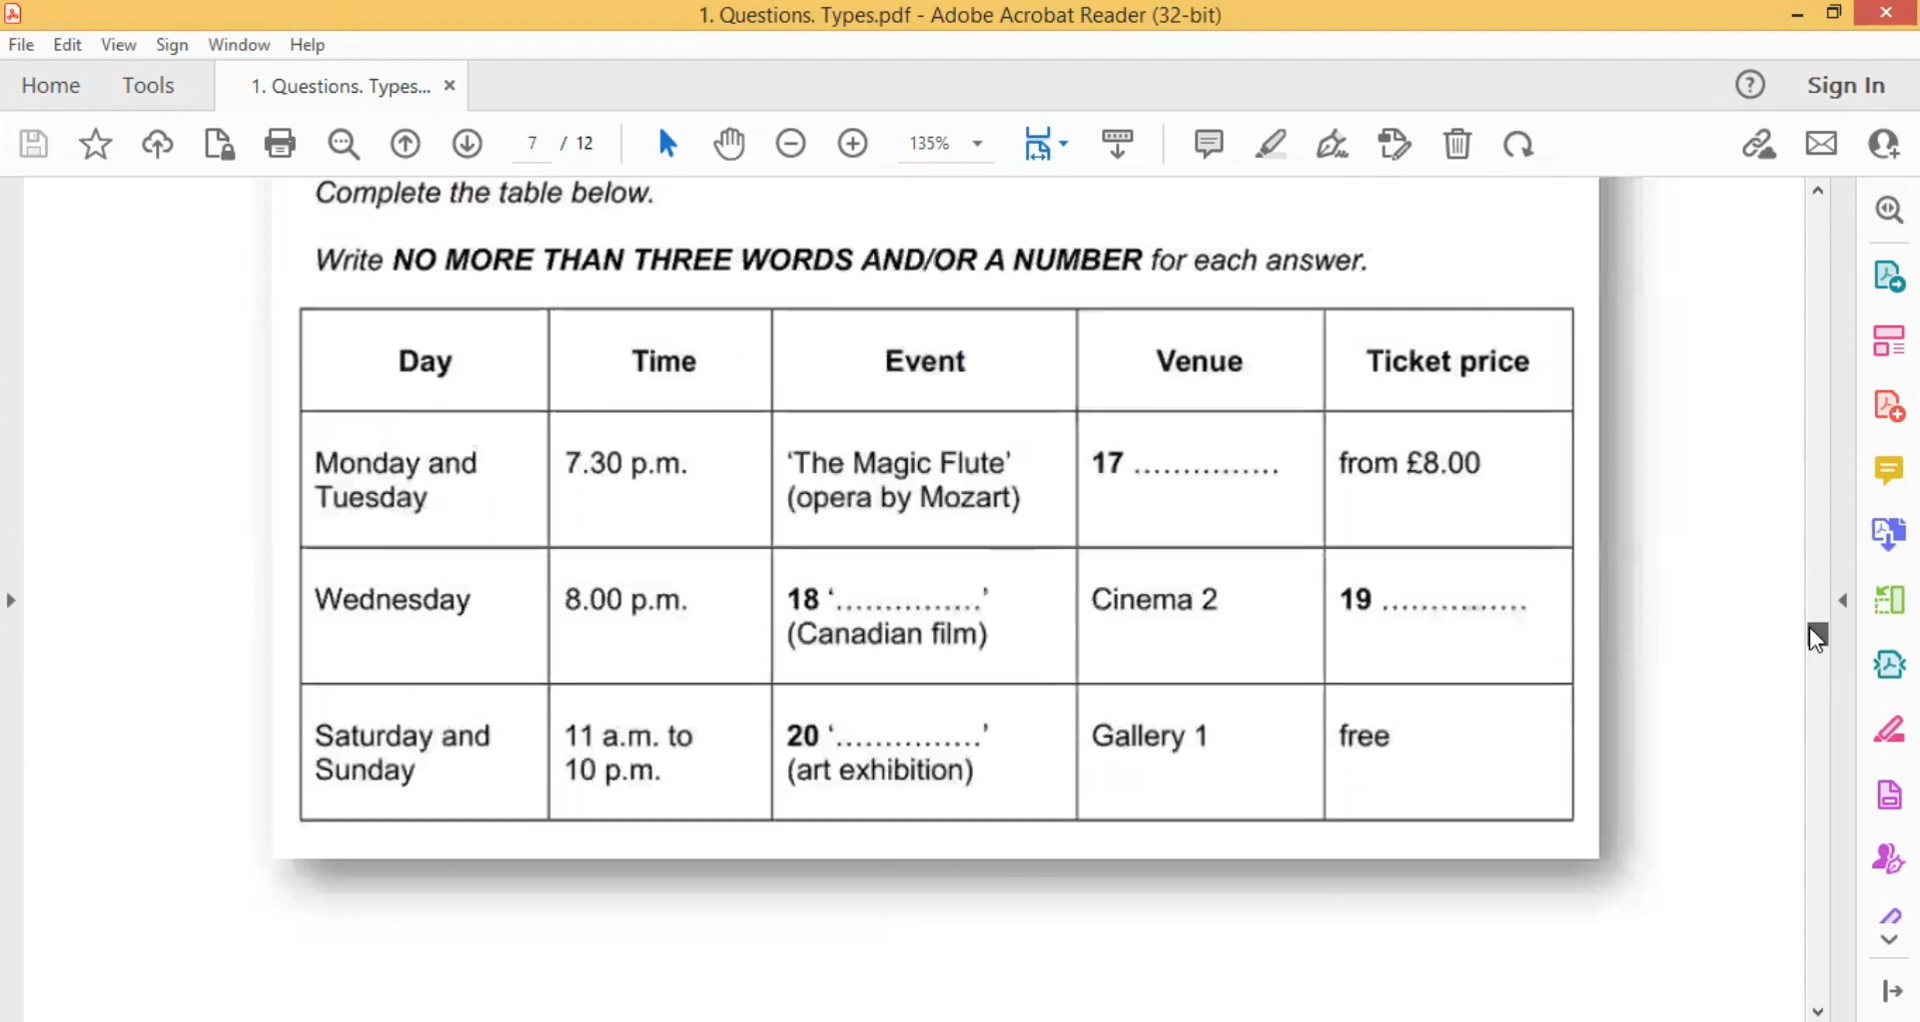 1. Questions. Types.pdf - Adobe Acrobat Reader (32-bit)
File Edit View Sign Window Help
Home Tools 1. Questions. Types... × Sign In
7 / 12 135%
Complete the table below.
Write NO MORE THAN THREE WORDS AND/OR A NUMBER for each answer.
Day Time Event Venue Ticket price
Monday and 7.30 p.m. ‘The Magic Flute’ 17 ............... from £8.00
Tuesday (opera by Mozart)
Wednesday 8.00 p.m. 18 ‘...............’ Cinema 2 19 ...............
(Canadian film)
Saturday and 11 a.m. to 20 ‘...............’ Gallery 1 free
Sunday 10 p.m. (art exhibition)